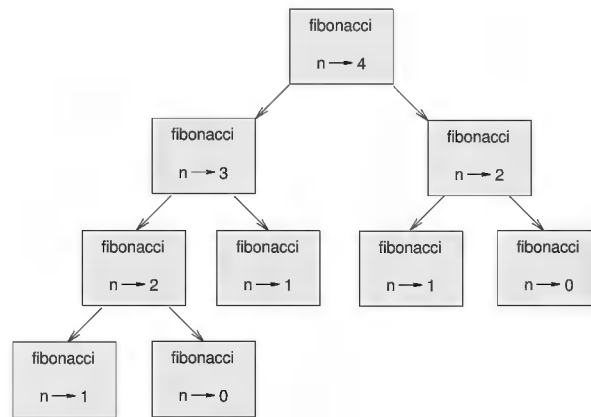 fibonacci
n → 4
fibonacci
n → 3
fibonacci
n → 2
fibonacci
n → 2
fibonacci
n → 1
fibonacci
n → 1
fibonacci
n → 0
fibonacci
n → 1
fibonacci
n → 0